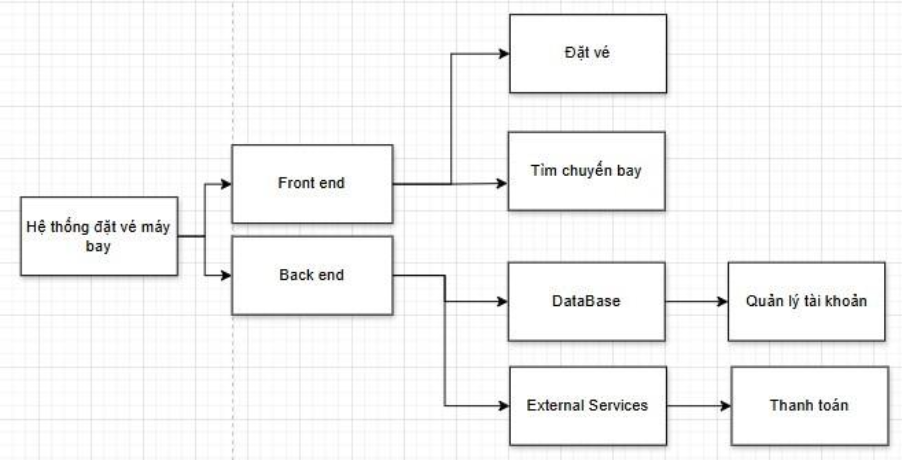 Đặt vé
Front end
Tìm chuyến bay
Hệ thống đặt vé máy
bay
Back end
DataBase
Quản lý tài khoản
External Services
Thanh toán